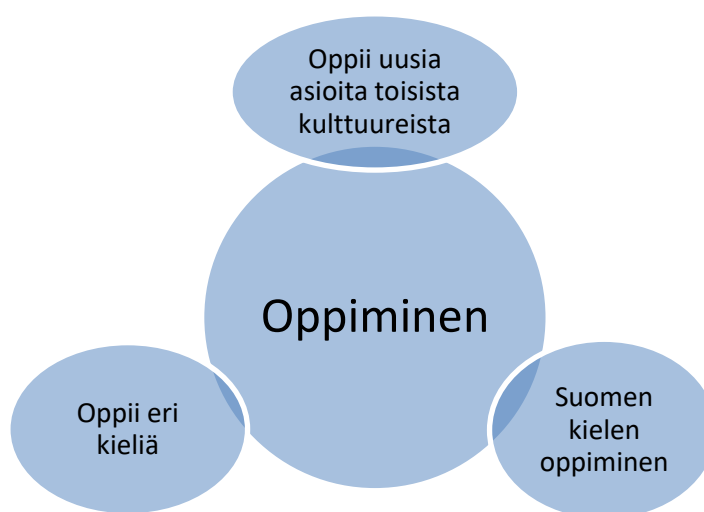 Oppii uusia
asioita toisista
kulttuureista
Oppiminen
Oppii eri
kieliä
Suomen
kielen
oppiminen